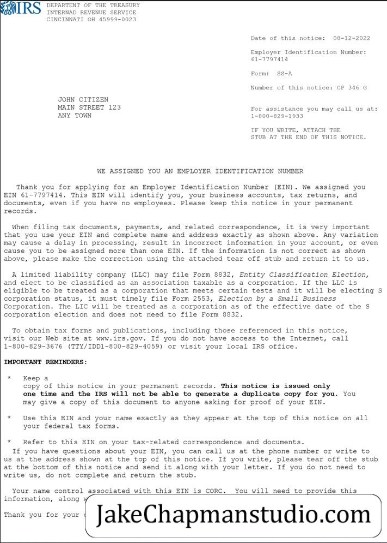 IRS DEPARTMENT OF THE TREASURY
INTERNAL REVENUE SERVICE
CINCINNATI OH 45999-0023
Date of this notice: 08-12-2022
Employer Identification Number:
61-7797414
Form: SS-4
Number of this notice: CP 346 G
JOHN CITIZEN
MAIN STREET 123
ANY TOWN
For assistance you may call us at:
1-800-829-1933
IF YOU WRITE, ATTACH THE
STUB AT THE END OF THIS NOTICE.
WE ASSIGNED YOU AN EMPLOYER IDENTIFICATION NUMBER
Thank you for applying for an Employer Identification Number (EIN). We assigned you
EIN 61-7797414. This EIN will identify you, your business accounts, tax returns, and
documents, even if you have no employees. Please keep this notice in your permanent
records.
When filing tax documents, payments, and related correspondence, it is very important
that you use your EIN and complete name and address exactly as shown above. Any variation
may cause a delay in processing, result in incorrect information in your account, or even
cause you to be assigned more than one EIN. If the information is not correct as shown
above, please make the correction using the attached tear off stub and return it to us.
A limited liability company (LLC) may file Form 8832, Entity Classification Election,
and elect to be classified as an association taxable as a corporation. If the LLC is
eligible to be treated as a corporation that meets certain tests and it will be electing S
corporation status, it must timely file Form 2553, Election by a Small Business
Corporation. The LLC will be treated as a corporation as of the effective date of the S
corporation election and does not need to file Form 8832.
To obtain tax forms and publications, including those referenced in this notice,
visit our Web site at www.irs.gov. If you do not have access to the Internet, call
1-800-829-3676 (TTY/TDD1-800-829-4059) or visit your local IRS office.
IMPORTANT REMINDERS:
* Keep a
copy of this notice in your permanent records. This notice is issued only
one time and the IRS will not be able to generate a duplicate copy for you. You
may give a copy of this document to anyone asking for proof of your EIN.
* Use this EIN and your name exactly as they appear at the top of this notice on all
your federal tax forms.
* Refer to this EIN on your tax-related correspondence and documents.
If you have questions about your EIN, you can call us at the phone number or write to
us at the address shown at the top of this notice. If you write, please tear off the stub
at the bottom of this notice and send it along with your letter. If you do not need to
write us, do not complete and return the stub.
Your name control associated with this EIN is CORC. You will need to provide this
information, along
Thank you for your
JakeChapmanstudio.com